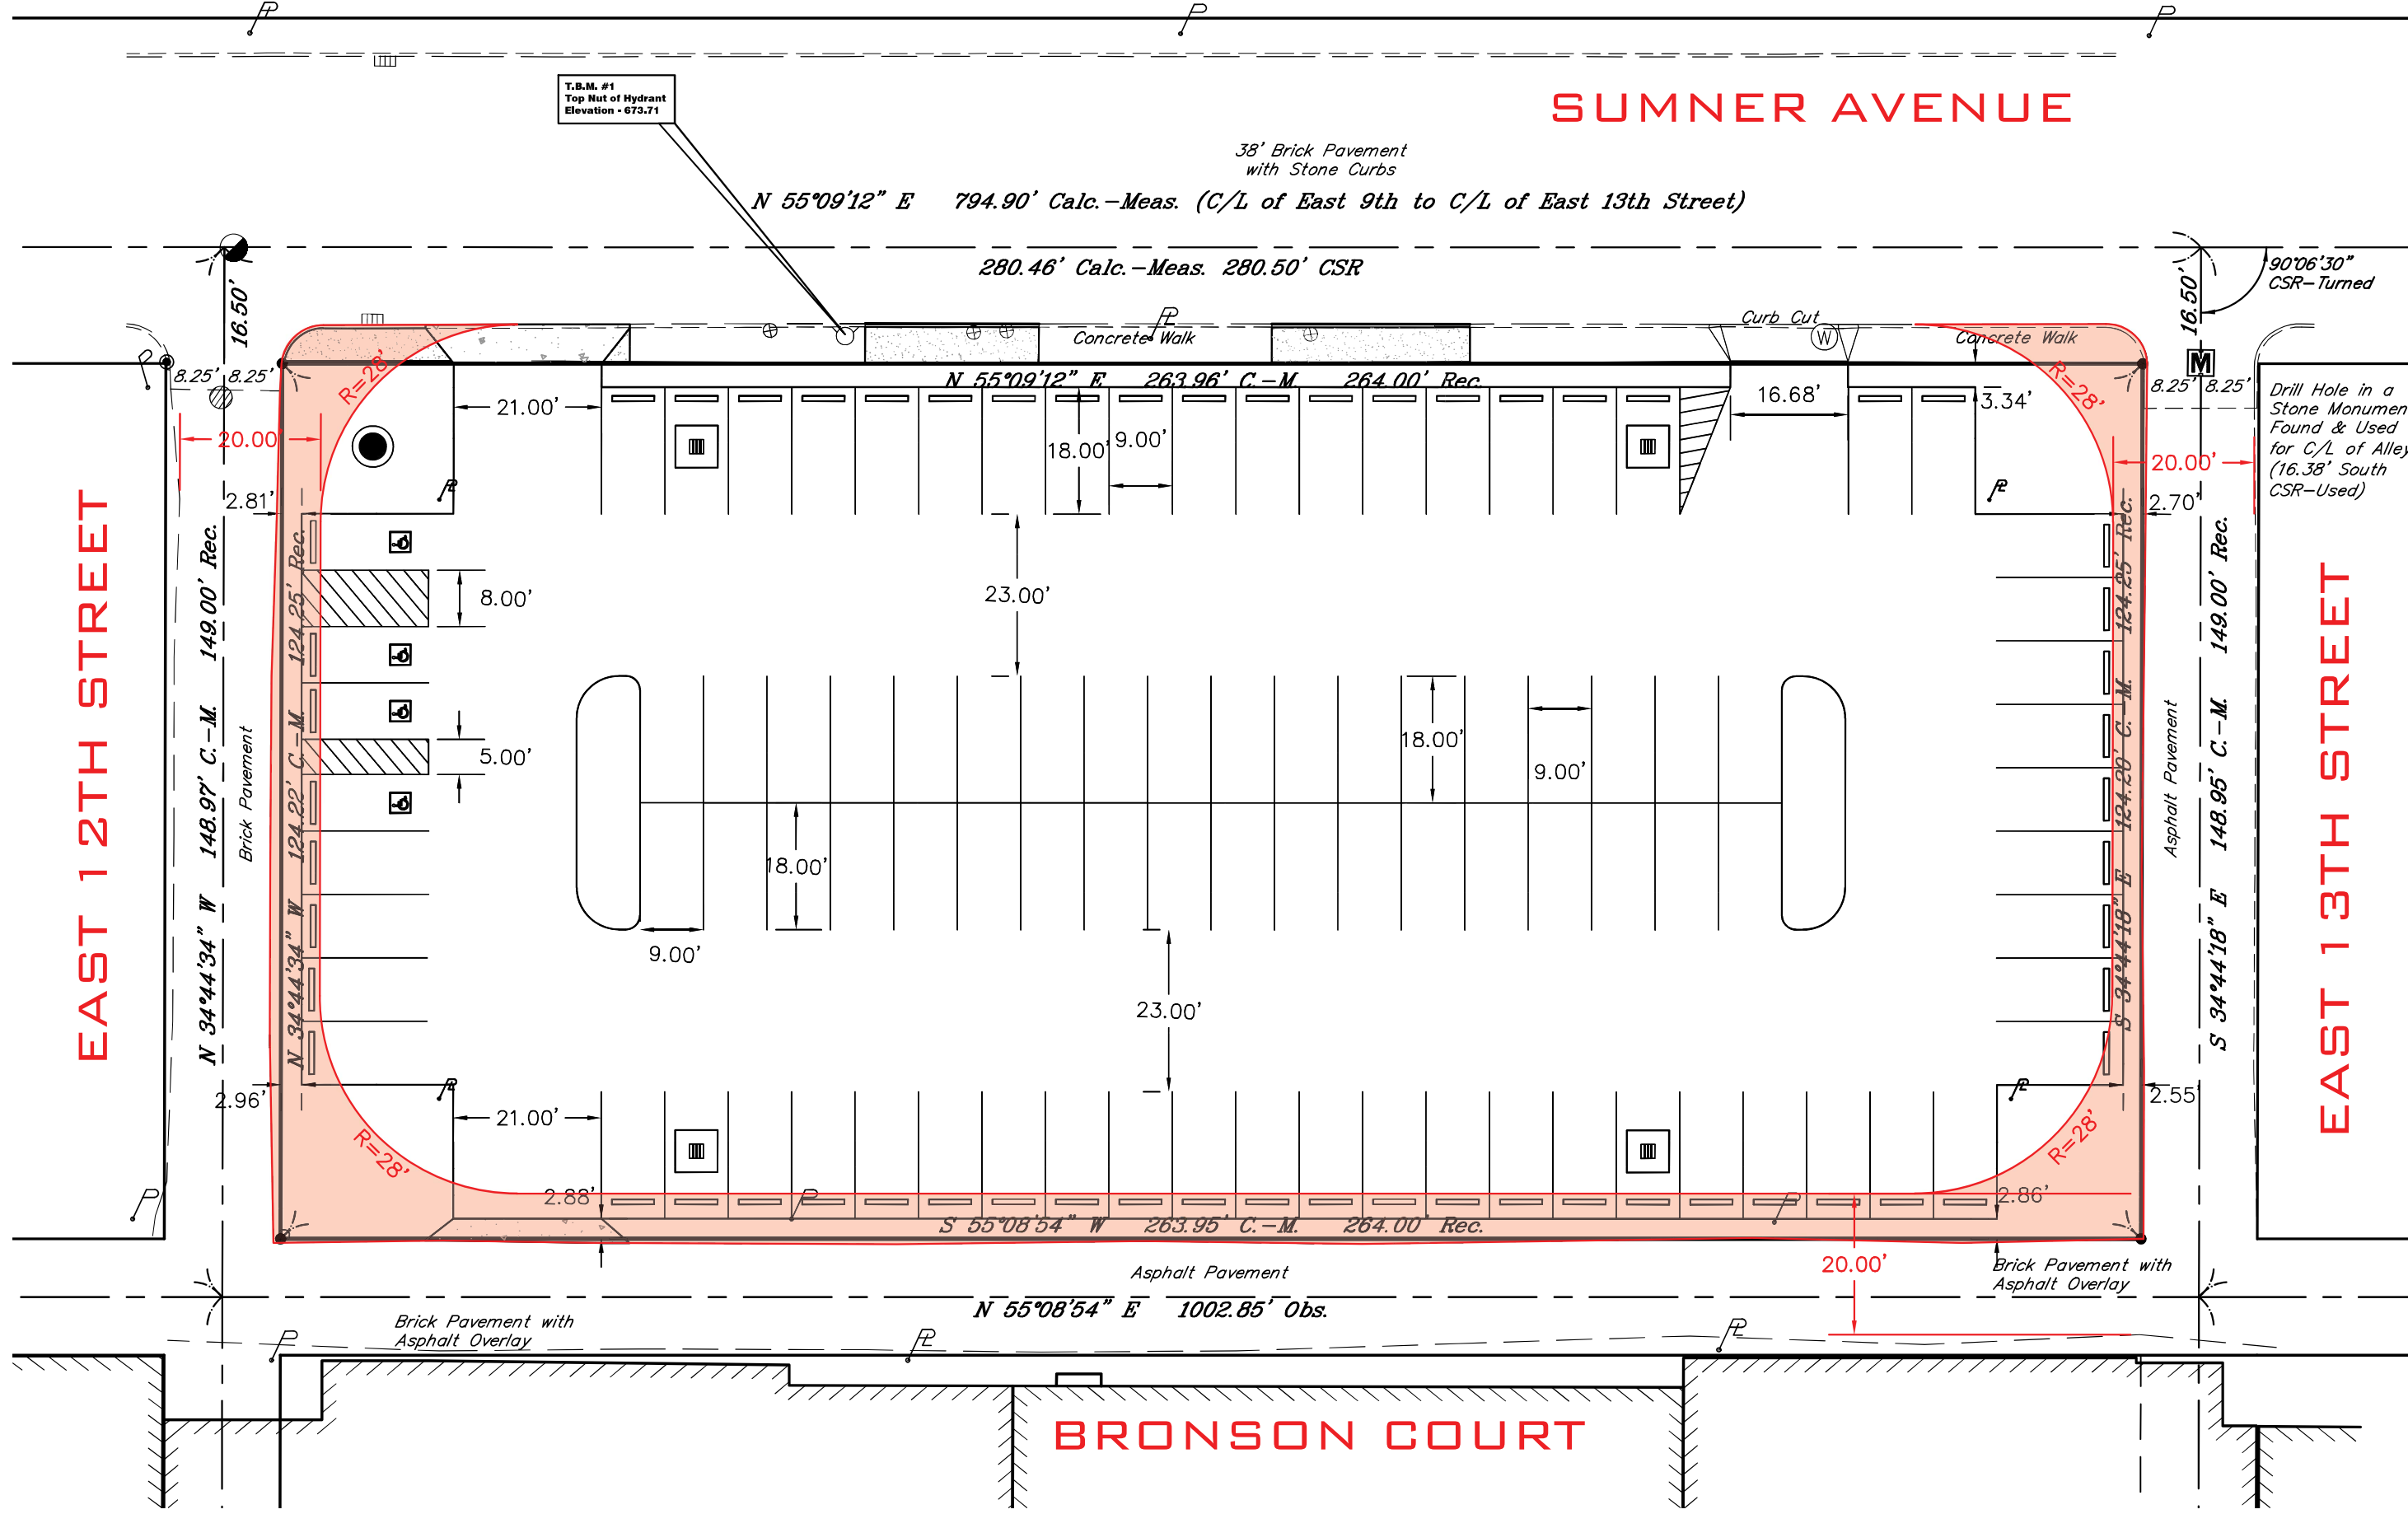 T.B.M. #1
Top Nut of Hydrant
Elevation - 673.71
SUMNER AVENUE
38' Brick Pavement
with Stone Curbs
N 55°09'12" E 794.90' Calc.-Meas. (C/L of East 9th to C/L of East 13th Street)
280.46' Calc.-Meas. 280.50' CSR
90°06'30"
CSR-Turned
16.50'
16.50'
Curb Cut
Concrete Walk
Concrete Walk
W
M
8.25' 8.25'
R=28'
N 55°09'12" E 263.96' C.-M. 264.00' Rec.
R=28'
8.25' 8.25'
Drill Hole in a
Stone Monumen
Found & Used
for C/L of Alley
(16.38' South
CSR-Used)
21.00'
16.68'
3.34'
20.00'
18.00'
9.00'
20.00'
2.81'
2.70'
EAST 12TH STREET
N 34°44'34" W 148.97' C.-M. 149.00' Rec.
Brick Pavement
N 34°44'34" W 124.22' C.-M. 124.25' Rec.
8.00'
23.00'
5.00'
18.00'
9.00'
18.00'
9.00'
23.00'
S 34°44'18" E 124.20' C.-M. 124.25' Rec.
Asphalt Pavement
S 34°44'18" E 148.95' C.-M. 149.00' Rec.
EAST 13TH STREET
2.96'
2.55'
21.00'
R=28'
R=28'
2.88'
2.86'
S 55°08'54" W 263.95' C.-M. 264.00' Rec.
20.00'
Asphalt Pavement
Brick Pavement with
Asphalt Overlay
N 55°08'54" E 1002.85' Obs.
Brick Pavement with
Asphalt Overlay
BRONSON COURT